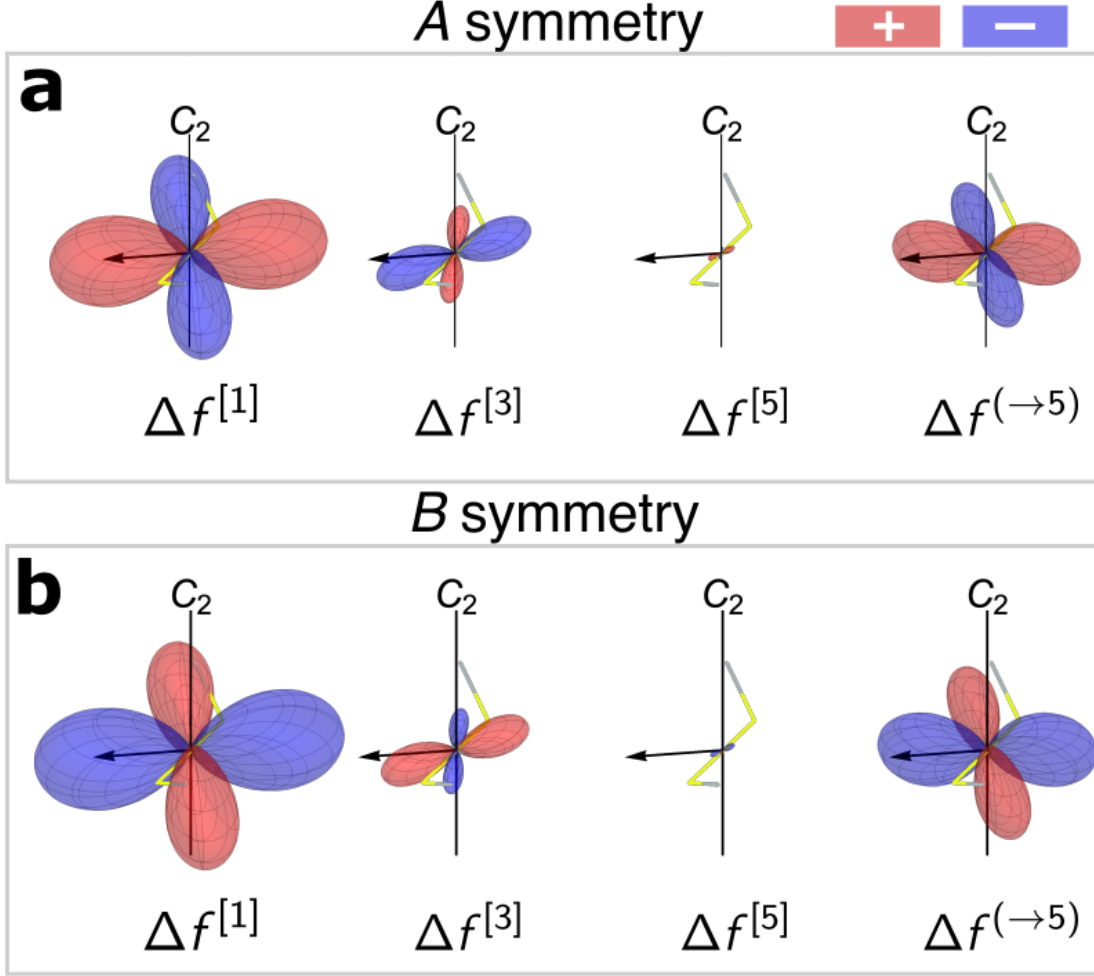 A symmetry + −
a
C₂ C₂ C₂ C₂
Δf^[1] Δf^[3] Δf^[5] Δf^(→5)
B symmetry
b
C₂ C₂ C₂ C₂
Δf^[1] Δf^[3] Δf^[5] Δf^(→5)